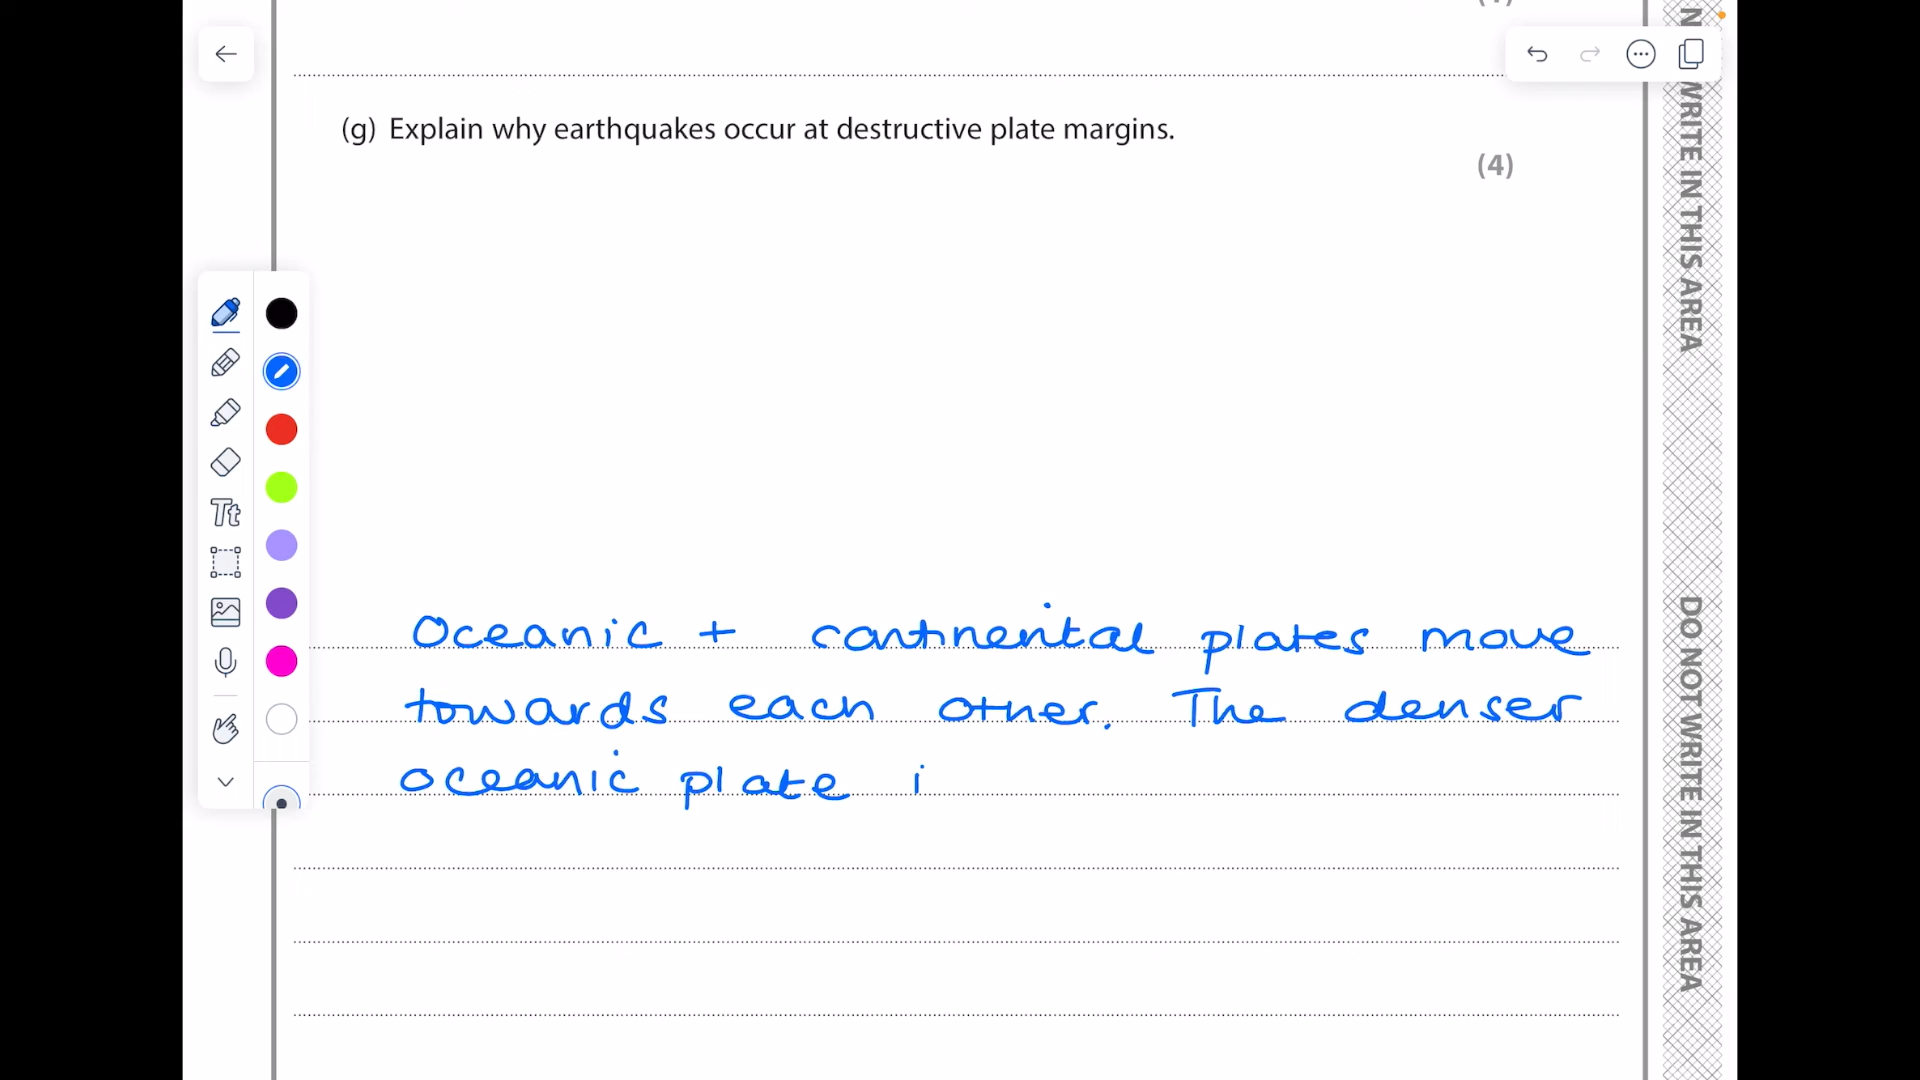 (g) Explain why earthquakes occur at destructive plate margins.
(4)
Oceanic + continental plates move
towards each other. The denser
oceanic plate i
Tt
WRITE IN THIS AREA
DO NOT WRITE IN THIS AREA